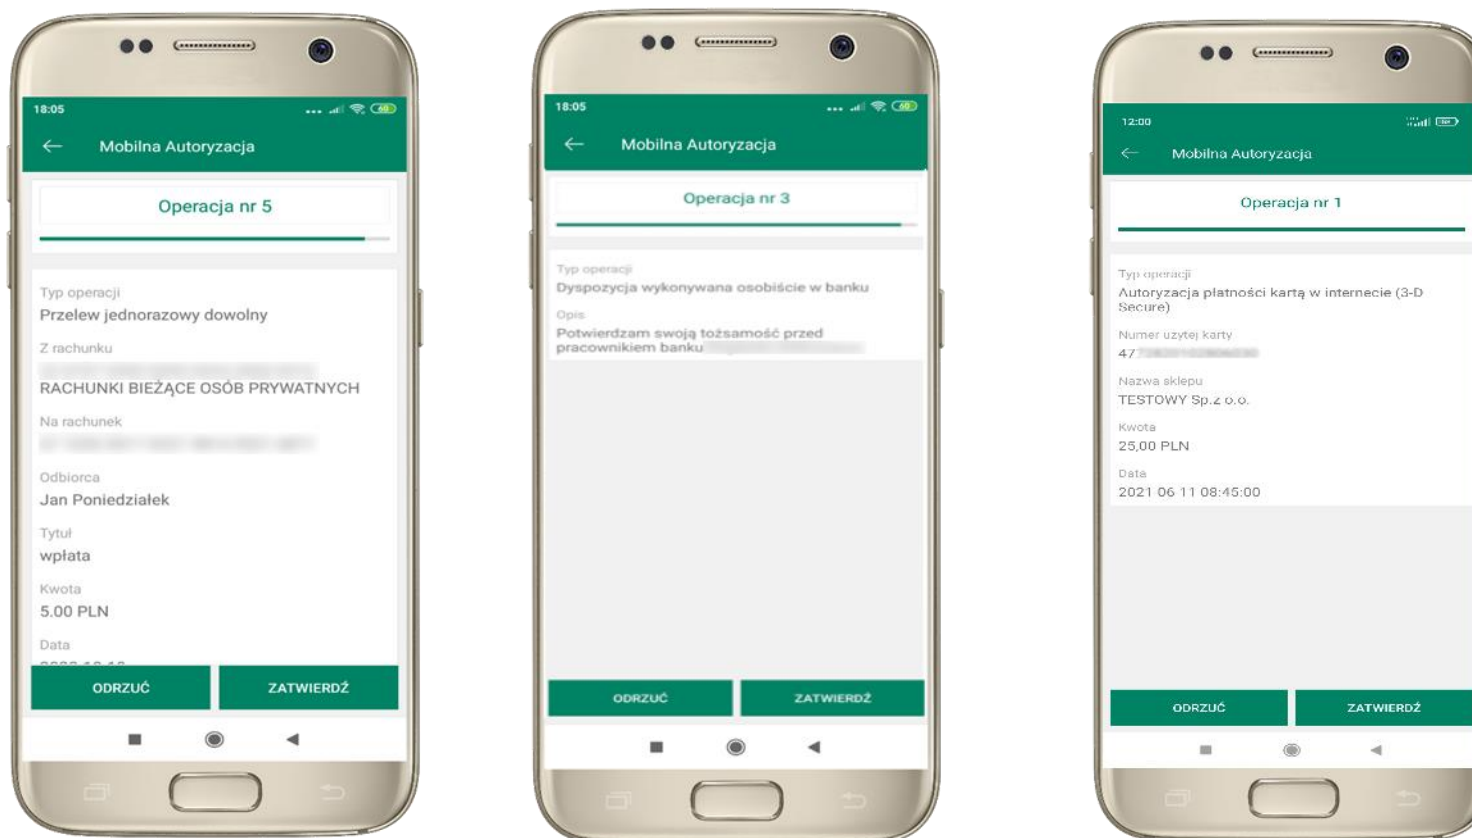 18:05
Mobilna Autoryzacja
Operacja nr 5
Typ operacji
Przelew jednorazowy dowolny
Z rachunku
RACHUNKI BIEŻĄCE OSÓB PRYWATNYCH
Na rachunek
Odbiorca
Jan Poniedziałek
Tytuł
wpłata
Kwota
5.00 PLN
Data
ODRZUĆ
ZATWIERDŹ
18:05
60
Mobilna Autoryzacja
Operacja nr 3
Typ operacji
Dyspozycja wykonywana osobiście w banku
Opis
Potwierdzam swoją tożsamość przed
pracownikiem banku
ODRZUĆ
ZATWIERDŹ
12:00
Mobilna Autoryzacja
Operacja nr 1
Typ operacji
Autoryzacja płatności kartą w internecie (3-D
Secure)
Numer uzytej karty
47
Nazwa sklepu
TESTOWY Sp.z o.o.
Kwota
25,00 PLN
Data
2021 06 11 08:45:00
ODRZUĆ
ZATWIERDŹ